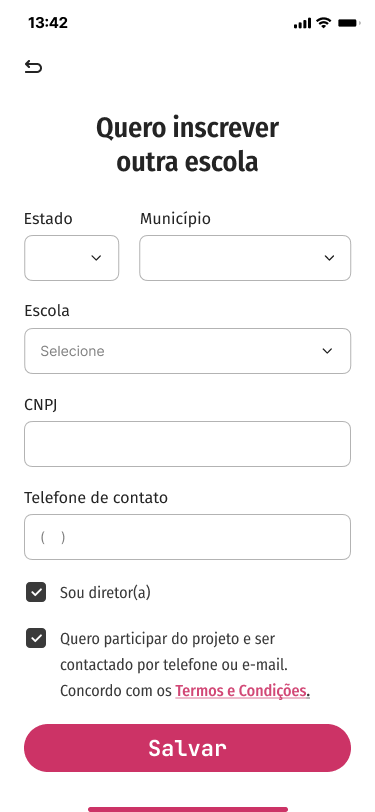 13:42
Quero inscrever
outra escola
Estado
Município
Escola
Selecione
CNPJ
Telefone de contato
(    )
Sou diretor(a)
Quero participar do projeto e ser
contactado por telefone ou e-mail.
Concordo com os Termos e Condições.
Salvar